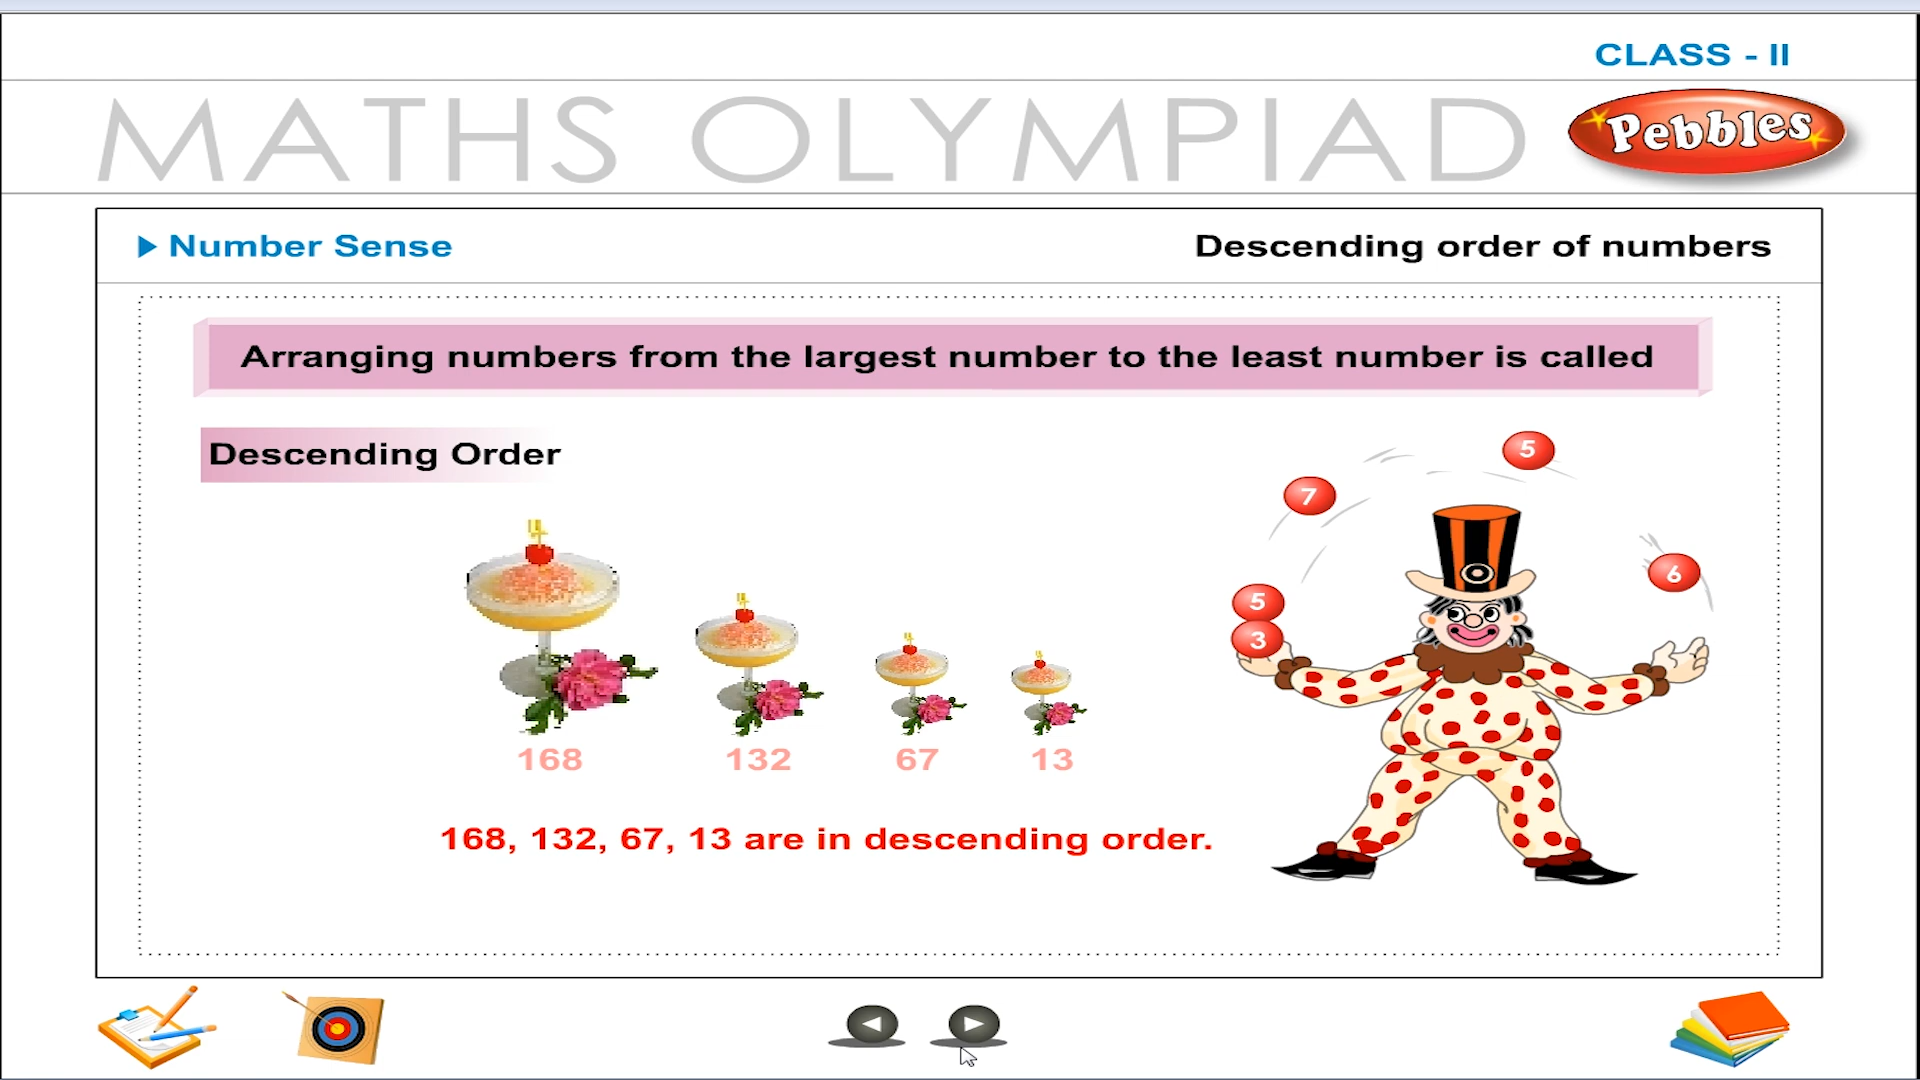 CLASS - II
MATHS OLYMPIAD
Pebbles
Number Sense
Descending order of numbers
Arranging numbers from the largest number to the least number is called
Descending Order
5
7
6
5
3
168 132 67 13
168, 132, 67, 13 are in descending order.